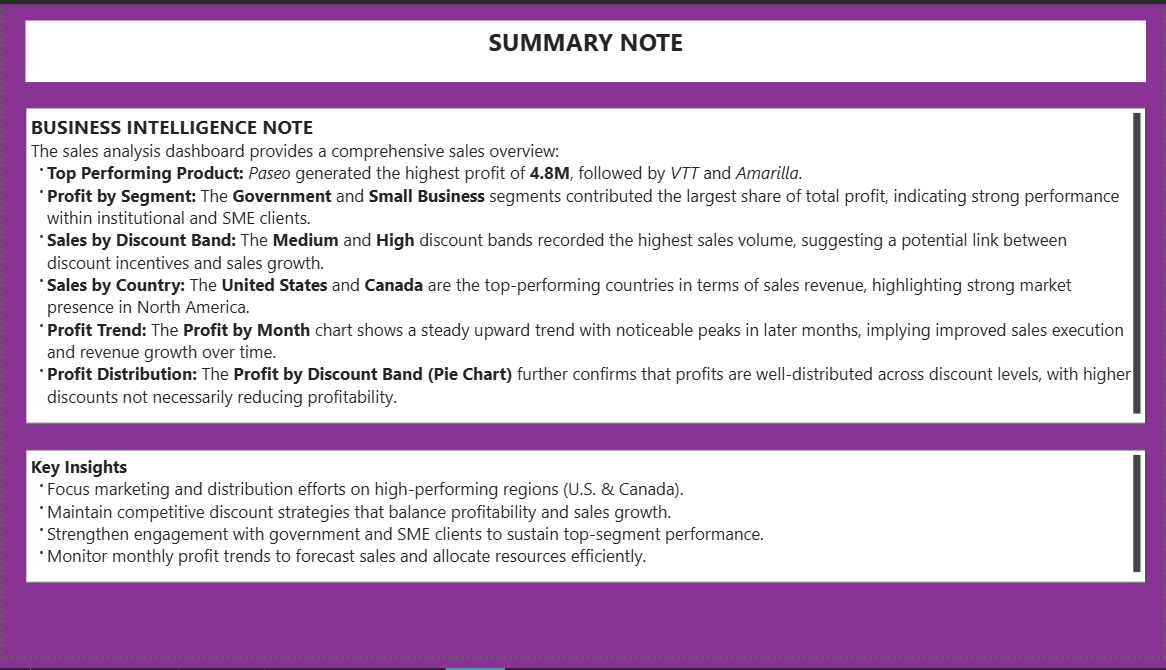 SUMMARY NOTE
BUSINESS INTELLIGENCE NOTE
The sales analysis dashboard provides a comprehensive sales overview:
· Top Performing Product: Paseo generated the highest profit of 4.8M, followed by VTT and Amarilla.
· Profit by Segment: The Government and Small Business segments contributed the largest share of total profit, indicating strong performance
within institutional and SME clients.
· Sales by Discount Band: The Medium and High discount bands recorded the highest sales volume, suggesting a potential link between
discount incentives and sales growth.
· Sales by Country: The United States and Canada are the top-performing countries in terms of sales revenue, highlighting strong market
presence in North America.
· Profit Trend: The Profit by Month chart shows a steady upward trend with noticeable peaks in later months, implying improved sales execution
and revenue growth over time.
· Profit Distribution: The Profit by Discount Band (Pie Chart) further confirms that profits are well-distributed across discount levels, with higher
discounts not necessarily reducing profitability.
Key Insights
· Focus marketing and distribution efforts on high-performing regions (U.S. & Canada).
· Maintain competitive discount strategies that balance profitability and sales growth.
· Strengthen engagement with government and SME clients to sustain top-segment performance.
· Monitor monthly profit trends to forecast sales and allocate resources efficiently.